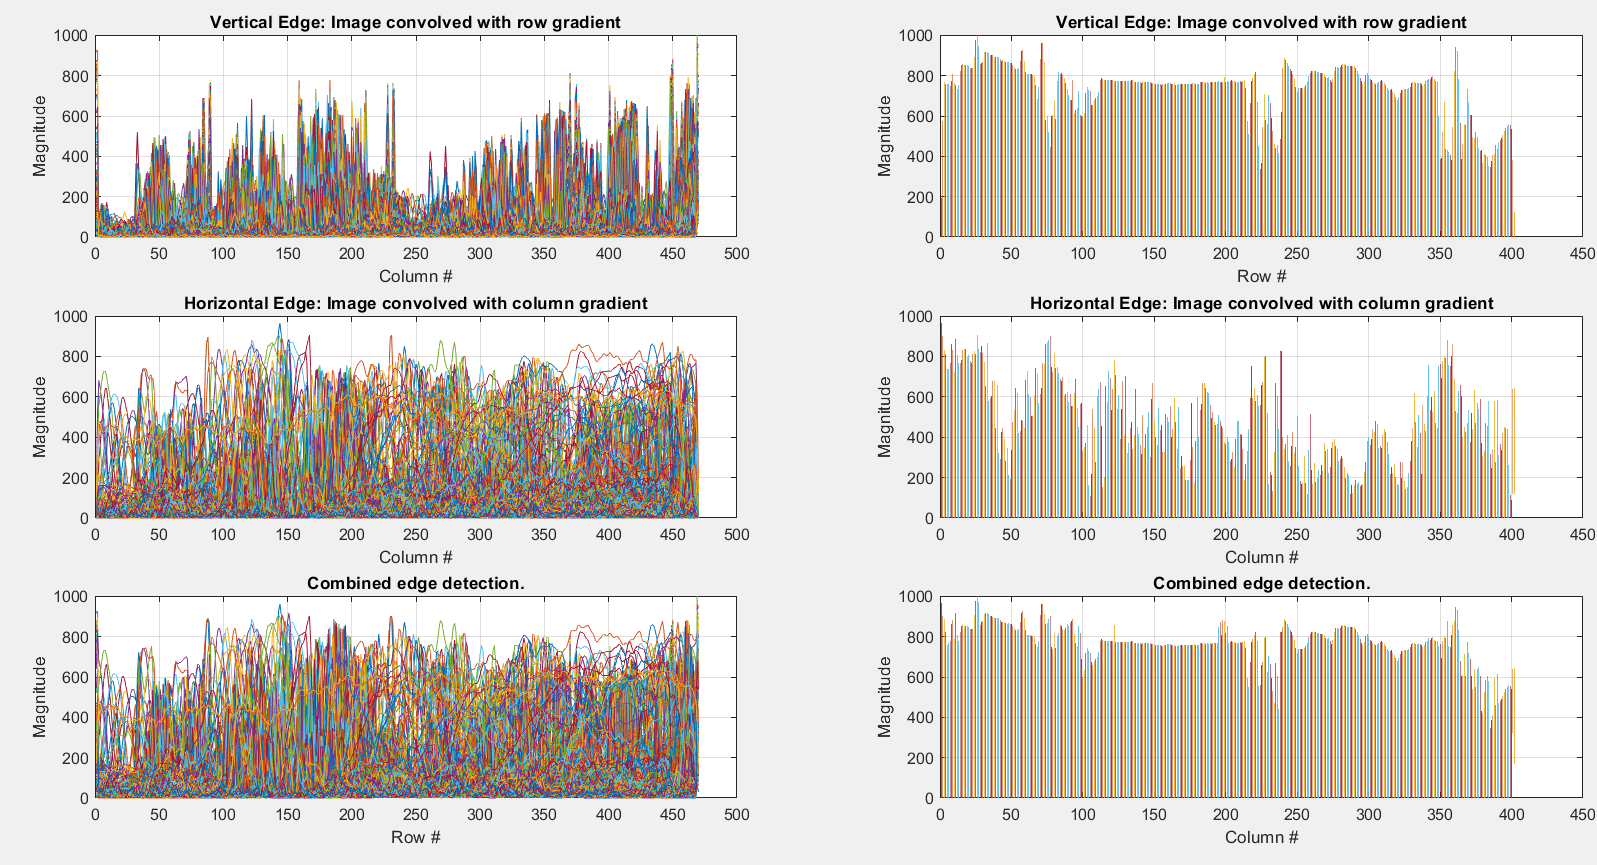 Vertical Edge: Image convolved with row gradient
1000
800
600
400
200
0
Magnitude
0 50 100 150 200 250 300 350 400 450 500
Column #
Vertical Edge: Image convolved with row gradient
1000
800
600
400
200
0
Magnitude
0 50 100 150 200 250 300 350 400 450
Row #
Horizontal Edge: Image convolved with column gradient
1000
800
600
400
200
0
Magnitude
0 50 100 150 200 250 300 350 400 450 500
Column #
Horizontal Edge: Image convolved with column gradient
1000
800
600
400
200
0
Magnitude
0 50 100 150 200 250 300 350 400 450
Column #
Combined edge detection.
1000
800
600
400
200
0
Magnitude
0 50 100 150 200 250 300 350 400 450 500
Row #
Combined edge detection.
1000
800
600
400
200
0
Magnitude
0 50 100 150 200 250 300 350 400 450
Column #